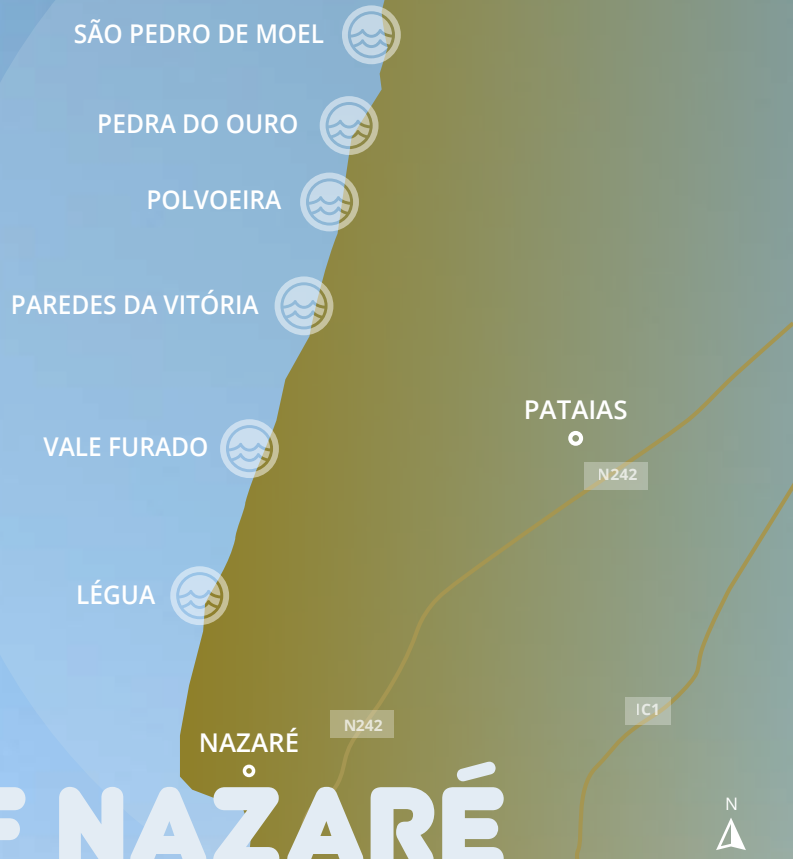 SÃO PEDRO DE MOEL
PEDRA DO OURO
POLVOEIRA
PAREDES DA VITÓRIA
PATAIAS
VALE FURADO
N242
LÉGUA
IC1
N242
NAZARÉ
NAZARÉ
N